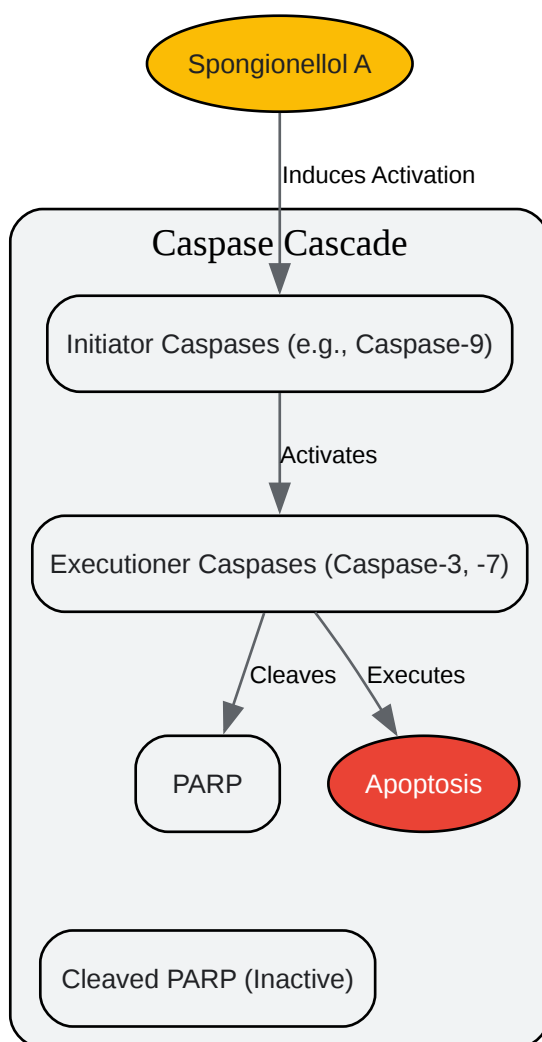 Spongionellol A
Induces Activation
Caspase Cascade
Initiator Caspases (e.g., Caspase-9)
Activates
Executioner Caspases (Caspase-3, -7)
Cleaves
Executes
PARP
Apoptosis
Cleaved PARP (Inactive)